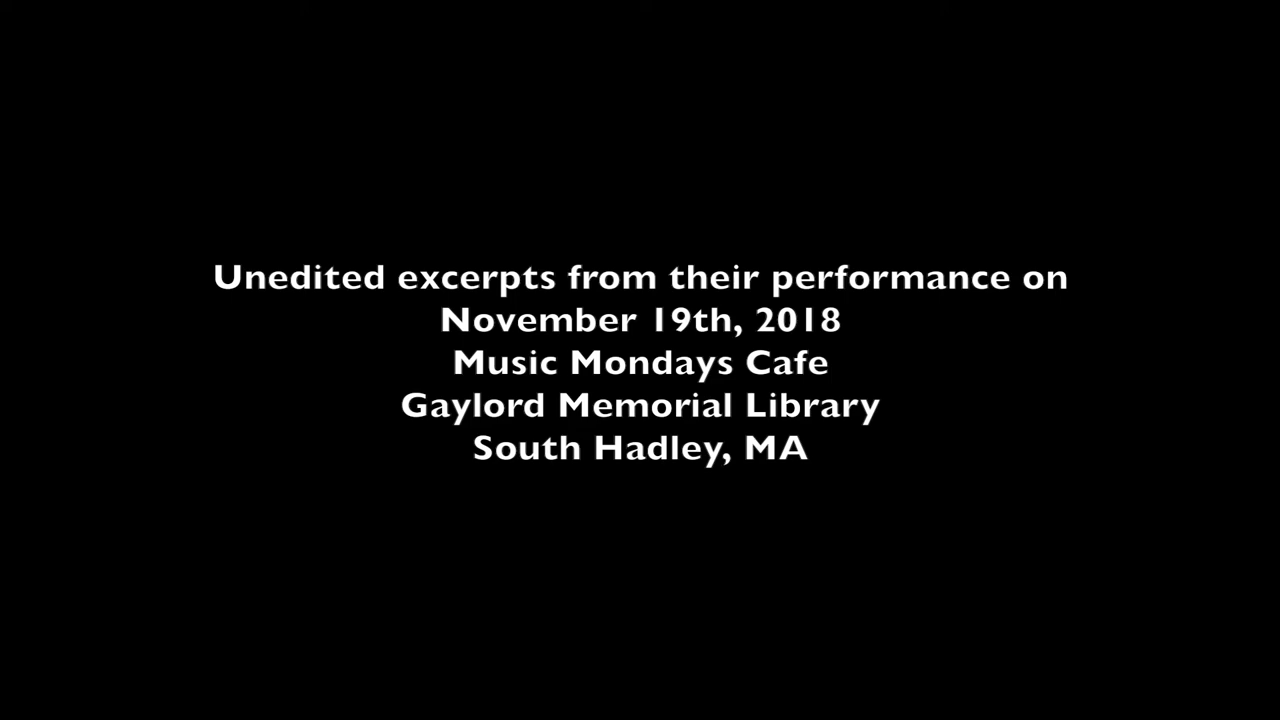 Unedited excerpts from their performance on
November 19th, 2018
Music Mondays Cafe
Gaylord Memorial Library
South Hadley, MA